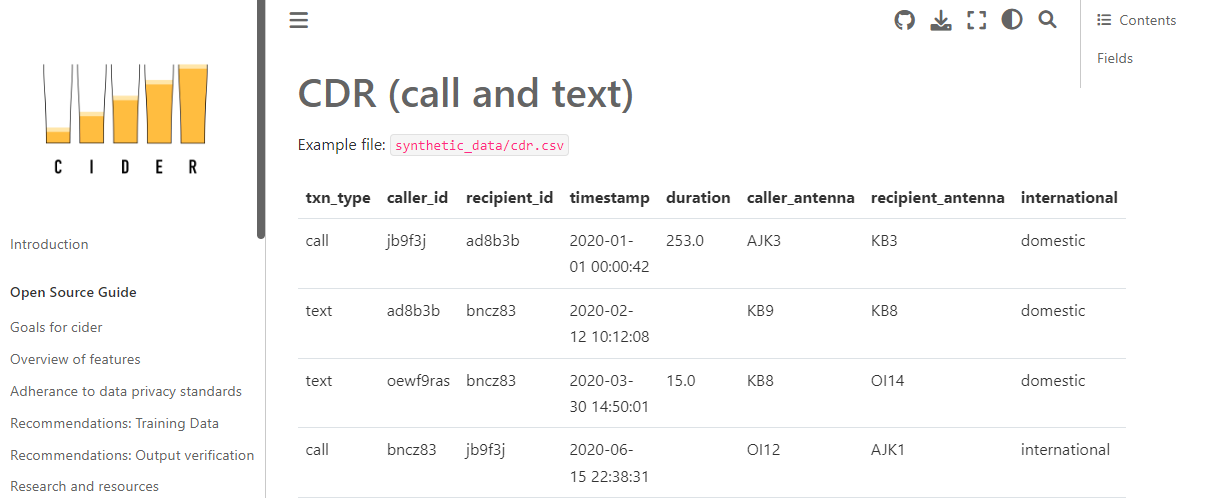 C I D E R
Introduction
Open Source Guide
Goals for cider
Overview of features
Adherence to data privacy standards
Recommendations: Training Data
Recommendations: Output verification
Research and resources
CDR (call and text)
Example file: synthetic_data/cdr.csv
txn_type caller_id recipient_id timestamp duration caller_antenna recipient_antenna international
call jb9f3j ad8b3b 2020-01- 253.0 AJK3 KB3 domestic
01 00:00:42
text ad8b3b bncz83 2020-02- KB9 KB8 domestic
12 10:12:08
text oewf9ras bncz83 2020-03- 15.0 KB8 OI14 domestic
30 14:50:01
call bncz83 jb9f3j 2020-06- OI12 AJK1 international
15 22:38:31
Contents
Fields